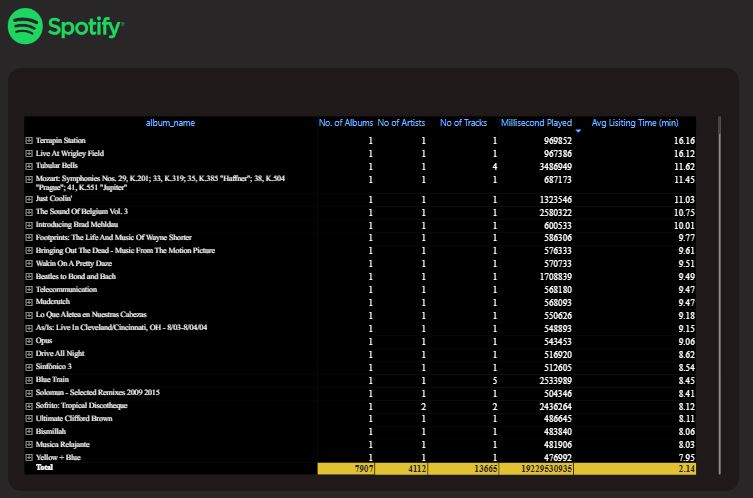 Spotify
album_name No. of Albums No of Artists No of Tracks Millisecond Played Avg Lisiting Time (min)
Terrapin Station 1 1 1 969852 16.16
Live At Wrigley Field 1 1 1 967386 16.12
Tubular Bells 1 1 4 3486949 11.62
Mozart: Symphonies Nos. 29, K.201; 33, K.319; 35, K.385 "Haffner"; 38, K.504 1 1 1 687173 11.45
"Prague"; 41, K.551 "Jupiter"
Just Coolin' 1 1 1 1323546 11.03
The Sound Of Belgium Vol. 3 1 1 1 2580322 10.75
Introducing Brad Mehldau 1 1 1 600533 10.01
Footprints: The Life And Music Of Wayne Shorter 1 1 1 586306 9.77
Bringing Out The Dead - Music From The Motion Picture 1 1 1 576333 9.61
Wakin On A Pretty Daze 1 1 1 570733 9.51
Beatles to Bond and Bach 1 1 1 1708839 9.49
Telecommunication 1 1 1 568180 9.47
Mudcrutch 1 1 1 568093 9.47
Lo Que Aletea en Nuestras Cabezas 1 1 1 550626 9.18
As/Is: Live In Cleveland/Cincinnati, OH - 8/03-8/04/04 1 1 1 548893 9.15
Opus 1 1 1 543453 9.06
Drive All Night 1 1 1 516920 8.62
Sinfónico 3 1 1 1 512605 8.54
Blue Train 1 1 5 2533989 8.45
Solomun - Selected Remixes 2009 2015 1 1 1 504346 8.41
Sofrito: Tropical Discotheque 1 2 2 2436264 8.12
Ultimate Clifford Brown 1 1 1 486645 8.11
Bismillah 1 1 1 483840 8.06
Musica Relajante 1 1 1 481906 8.03
Yellow + Blue 1 1 1 476992 7.95
Total 7907 4112 13665 19229530935 2.14